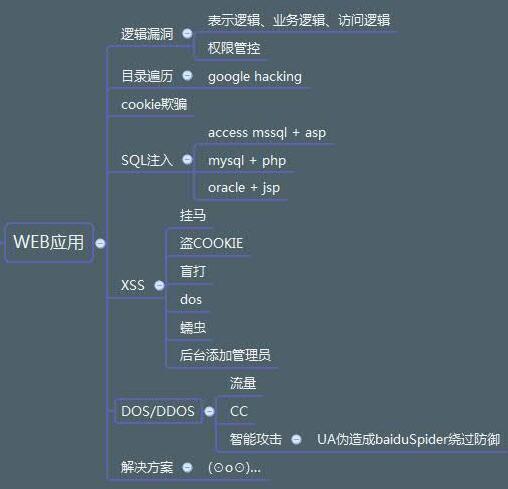 表示逻辑、业务逻辑、访问逻辑
逻辑漏洞
权限管控
目录遍历
google hacking
cookie欺骗
access mssql + asp
SQL注入
mysql + php
oracle + jsp
WEB应用
挂马
盗COOKIE
盲打
XSS
dos
蠕虫
后台添加管理员
流量
DOS/DDOS
CC
智能攻击
UA伪造成baiduSpider绕过防御
解决方案
(⊙o⊙)...